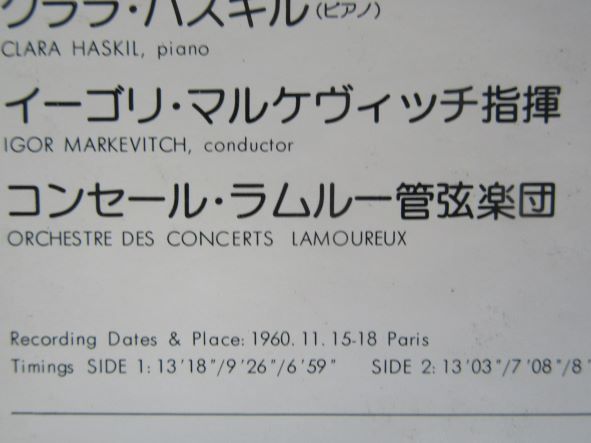 クララ・ハスキル(ピアノ)
CLARA HASKIL, piano
イーゴリ・マルケヴィッチ指揮
IGOR MARKEVITCH, conductor
コンセール・ラムルー管弦楽団
ORCHESTRE DES CONCERTS LAMOUREUX
Recording Dates & Place: 1960. 11. 15-18 Paris
Timings SIDE 1: 13'18"/9'26"/6'59" SIDE 2: 13'03"/7'08"/8'